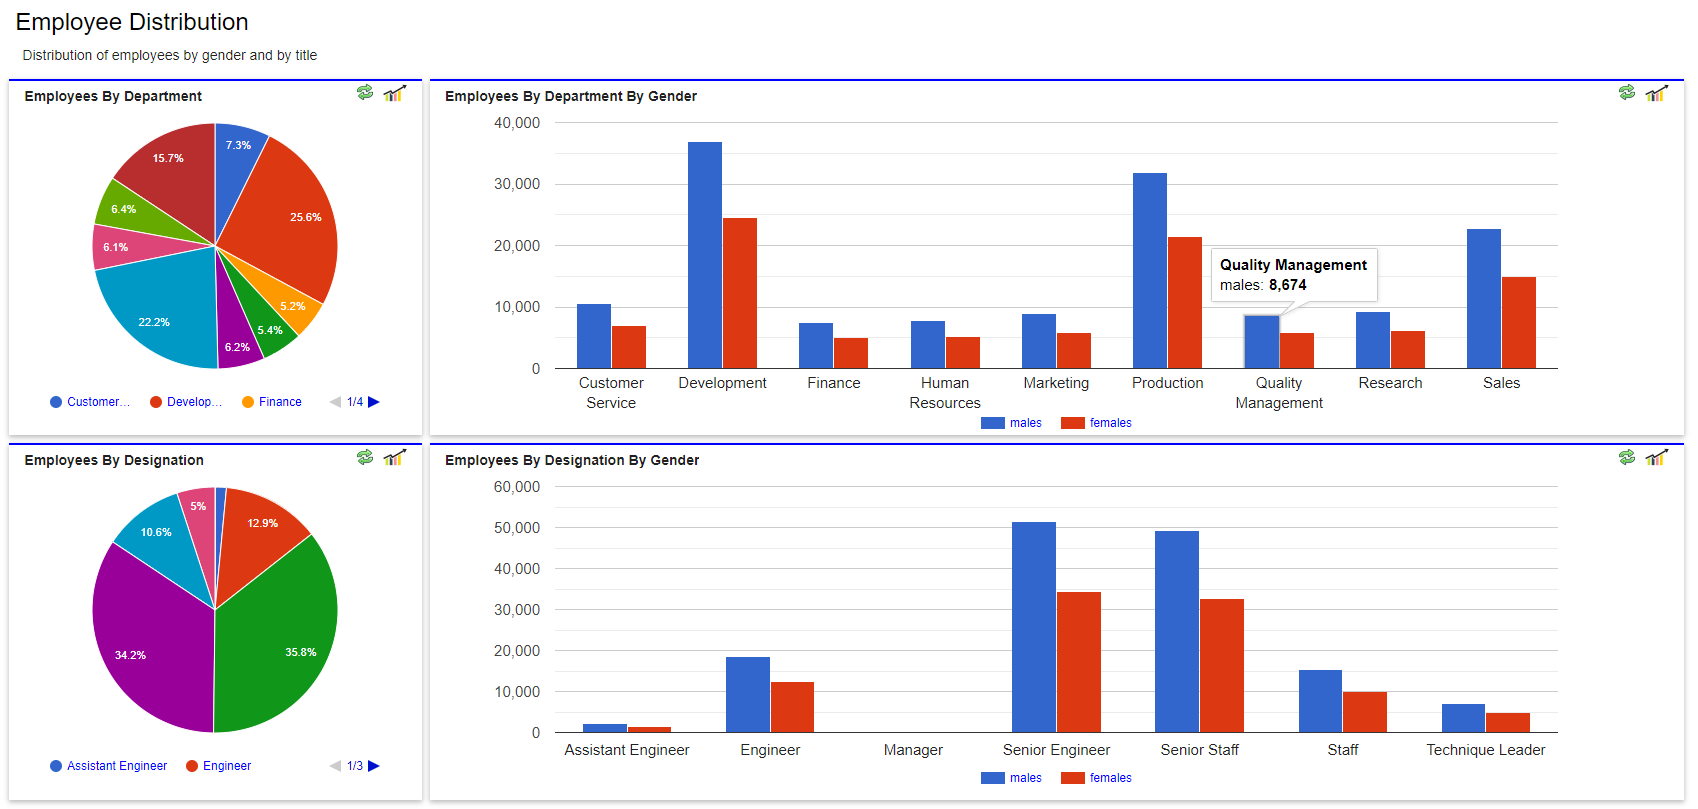 Employee Distribution
Distribution of employees by gender and by title
Employees By Department
7.3%
15.7%
25.6%
6.4%
6.1%
5.2%
22.2%
5.4%
6.2%
Customer...
Develop...
Finance
1/4
Employees By Department By Gender
40,000
30,000
20,000
10,000
0
Quality Management
males: 8,674
Customer Service
Development
Finance
Human Resources
Marketing
Production
Quality Management
Research
Sales
males
females
Employees By Designation
5%
12.9%
10.6%
34.2%
35.8%
Assistant Engineer
Engineer
1/3
Employees By Designation By Gender
60,000
50,000
40,000
30,000
20,000
10,000
0
Assistant Engineer
Engineer
Manager
Senior Engineer
Senior Staff
Staff
Technique Leader
males
females